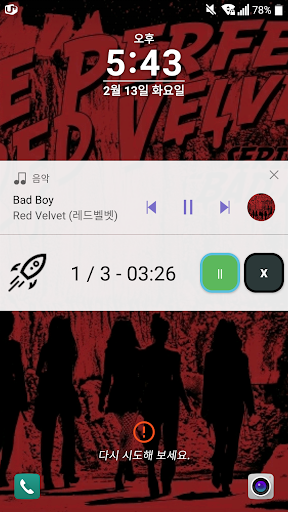 78%
오후
5:43
2월 13일 화요일
PERFE
RED VELVE
음악
Bad Boy
Red Velvet (레드벨벳)
1 / 3 - 03:26
||
X
다시 시도해 보세요.